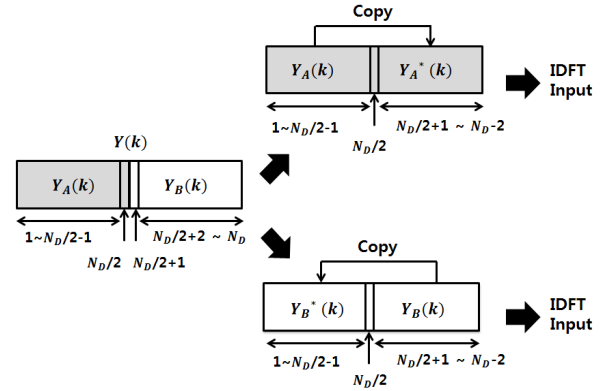 Copy
Y_A(k) Y_A^*(k)
IDFT Input
1~N_D/2-1 N_D/2+1 ~ N_D-2
N_D/2
Y(k)
Y_A(k) Y_B(k)
1~N_D/2-1 N_D/2+2 ~ N_D
N_D/2 N_D/2+1
Copy
Y_B^*(k) Y_B(k)
IDFT Input
1~N_D/2-1 N_D/2+1 ~ N_D-2
N_D/2